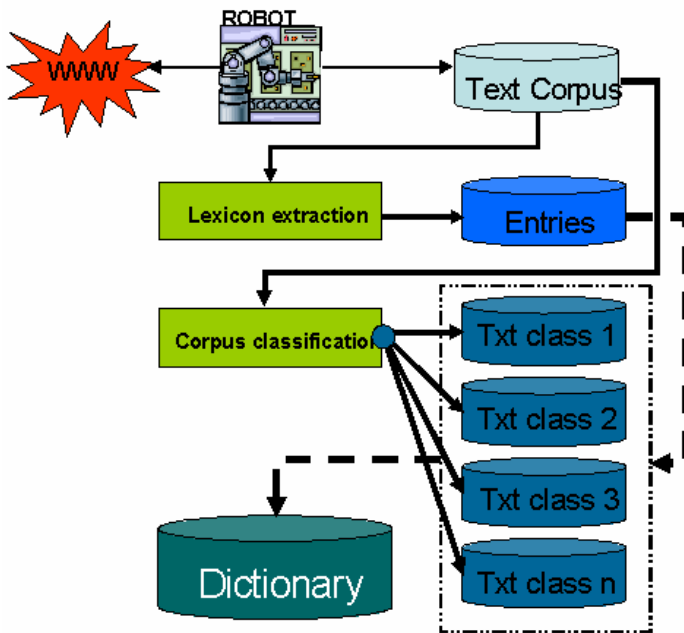 ROBOT
WWW
Text Corpus
Lexicon extraction
Entries
Corpus classification
Txt class 1
Txt class 2
Txt class 3
Txt class n
Dictionary